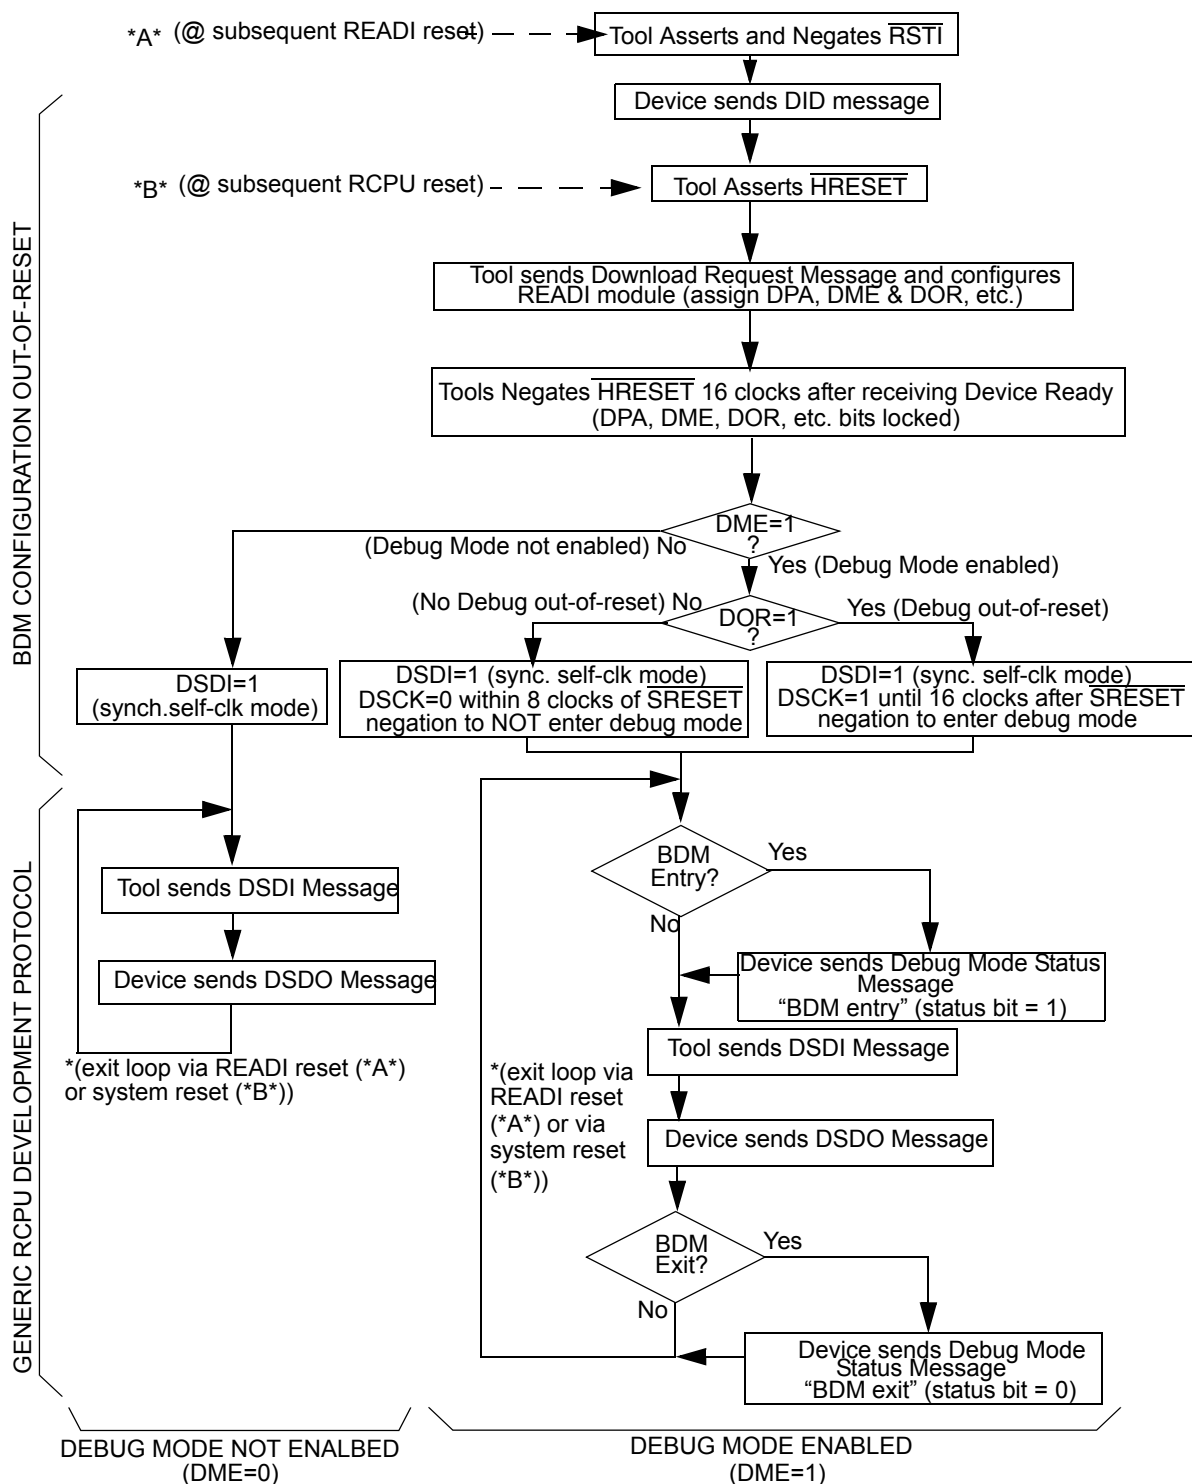 *A* (@ subsequent READI reset)
Tool Asserts and Negates RSTI
Device sends DID message
*B* (@ subsequent RCPU reset)
Tool Asserts HRESET
Tool sends Download Request Message and configures
READI module (assign DPA, DME & DOR, etc.)
Tools Negates HRESET 16 clocks after receiving Device Ready
(DPA, DME, DOR, etc. bits locked)
BDM CONFIGURATION OUT-OF-RESET
DME=1
?
(Debug Mode not enabled) No
Yes (Debug Mode enabled)
(No Debug out-of-reset) No
DOR=1
?
Yes (Debug out-of-reset)
DSDI=1
(synch.self-clk mode)
DSDI=1 (sync. self-clk mode)
DSCK=0 within 8 clocks of SRESET
negation to NOT enter debug mode
DSDI=1 (sync. self-clk mode)
DSCK=1 until 16 clocks after SRESET
negation to enter debug mode
GENERIC RCPU DEVELOPMENT PROTOCOL
Tool sends DSDI Message
Device sends DSDO Message
*(exit loop via READI reset (*A*)
or system reset (*B*))
BDM
Entry?
Yes
No
Device sends Debug Mode Status
Message
“BDM entry” (status bit = 1)
Tool sends DSDI Message
*(exit loop via
READI reset
(*A*) or via
system reset
(*B*))
Device sends DSDO Message
BDM
Exit?
Yes
No
Device sends Debug Mode
Status Message
“BDM exit” (status bit = 0)
DEBUG MODE NOT ENALBED
(DME=0)
DEBUG MODE ENABLED
(DME=1)